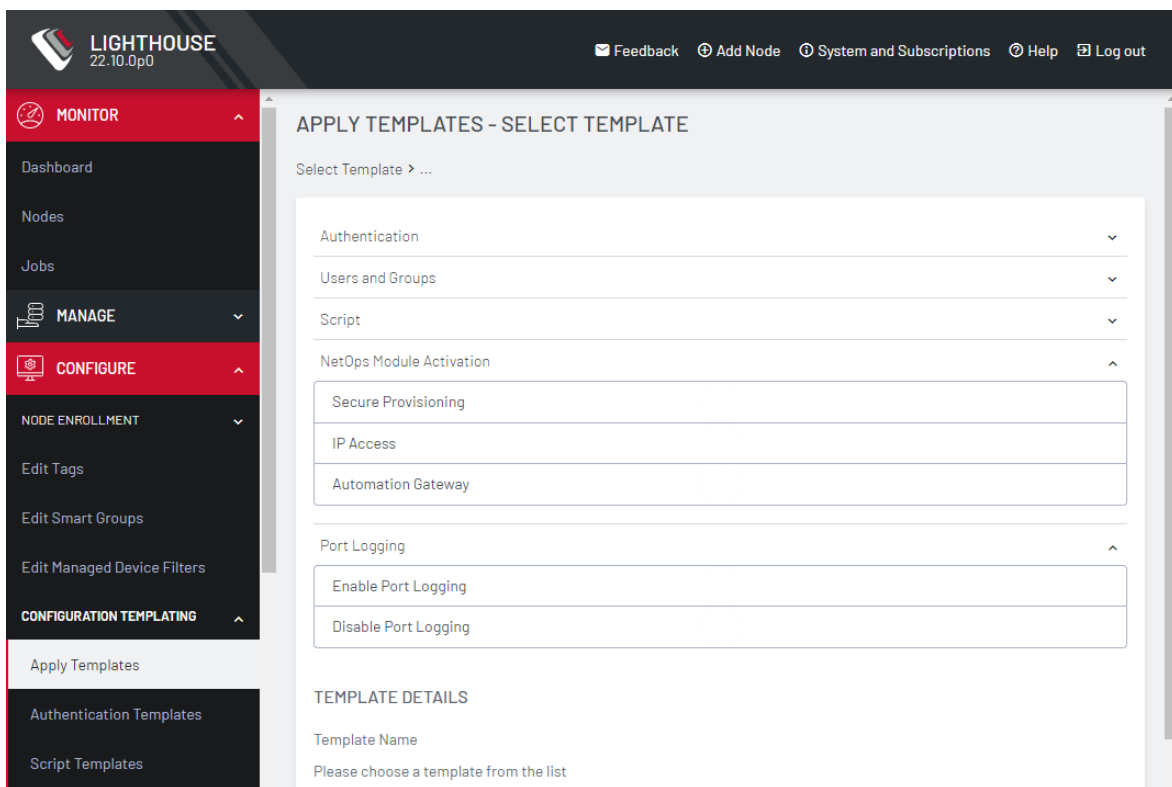 LIGHTHOUSE
22.10.0p0
Feedback
Add Node
System and Subscriptions
Help
Log out
MONITOR
Dashboard
Nodes
Jobs
MANAGE
CONFIGURE
NODE ENROLLMENT
Edit Tags
Edit Smart Groups
Edit Managed Device Filters
CONFIGURATION TEMPLATING
Apply Templates
Authentication Templates
Script Templates
APPLY TEMPLATES - SELECT TEMPLATE
Select Template > ...
Authentication
Users and Groups
Script
NetOps Module Activation
Secure Provisioning
IP Access
Automation Gateway
Port Logging
Enable Port Logging
Disable Port Logging
TEMPLATE DETAILS
Template Name
Please choose a template from the list